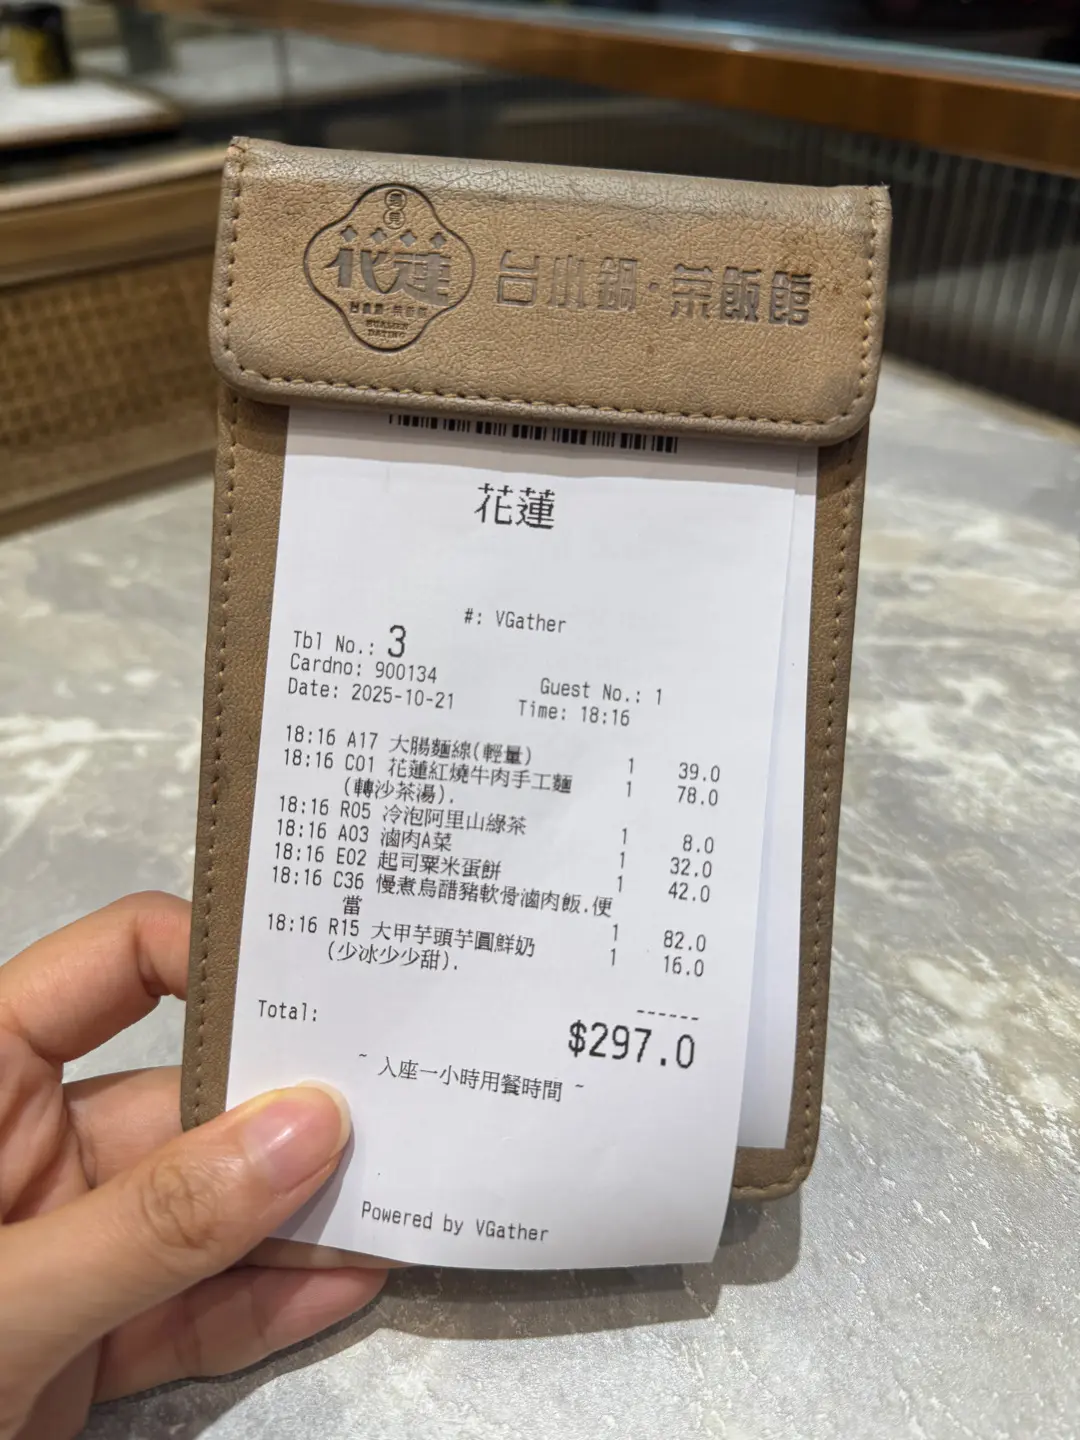 花蓮
HUALIEN
DATING
台小鍋·菜飯館
花蓮
#: VGather
Tbl No.: 3
Cardno: 900134
Guest No.: 1
Date: 2025-10-21
Time: 18:16
18:16 A17 大腸麵線(輕量) 1 39.0
18:16 C01 花蓮紅燒牛肉手工麵 1 78.0
(轉沙茶湯).
18:16 R05 冷泡阿里山綠茶 1 8.0
18:16 A03 滷肉A菜 1 32.0
18:16 E02 起司粟米蛋餅 1 42.0
18:16 C36 慢煮烏醋豬軟骨滷肉飯.便
當 1 82.0
18:16 R15 大甲芋頭芋圓鮮奶 1 16.0
(少冰少少甜).
------
Total: $297.0
~ 入座一小時用餐時間 ~
Powered by VGather